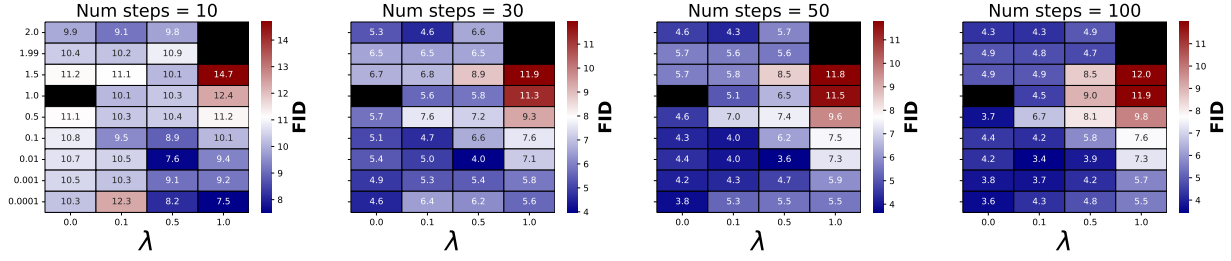 Num steps = 10
2.0 9.9 9.1 9.8
1.99 10.4 10.2 10.9
1.5 11.2 11.1 10.1 14.7
1.0 10.1 10.3 12.4
0.5 11.1 10.3 10.4 11.2
0.1 10.8 9.5 8.9 10.1
0.01 10.7 10.5 7.6 9.4
0.001 10.5 10.3 9.1 9.2
0.0001 10.3 12.3 8.2 7.5
0.0 0.1 0.5 1.0
λ
14
13
12
11
10
9
8
FID
Num steps = 30
5.3 4.6 6.6
6.5 6.5 6.5
6.7 6.8 8.9 11.9
5.6 5.8 11.3
5.7 7.6 7.2 9.3
5.1 4.7 6.6 7.6
5.4 5.0 4.0 7.1
4.9 5.3 5.4 5.8
4.6 6.4 6.2 5.6
0.0 0.1 0.5 1.0
λ
11
10
9
8
7
6
5
4
FID
Num steps = 50
4.6 4.3 5.7
5.7 5.6 5.6
5.7 5.8 8.5 11.8
5.1 6.5 11.5
4.6 7.0 7.4 9.6
4.3 4.0 6.2 7.5
4.4 4.0 3.6 7.3
4.2 4.3 4.7 5.9
3.8 5.3 5.5 5.5
0.0 0.1 0.5 1.0
λ
11
10
9
8
7
6
5
4
FID
Num steps = 100
4.3 4.3 4.9
4.9 4.8 4.7
4.9 4.9 8.5 12.0
4.5 9.0 11.9
3.7 6.7 8.1 9.8
4.4 4.2 5.8 7.6
4.2 3.4 3.9 7.3
3.8 3.7 4.2 5.7
3.6 4.3 4.8 5.5
0.0 0.1 0.5 1.0
λ
11
10
9
8
7
6
5
4
FID